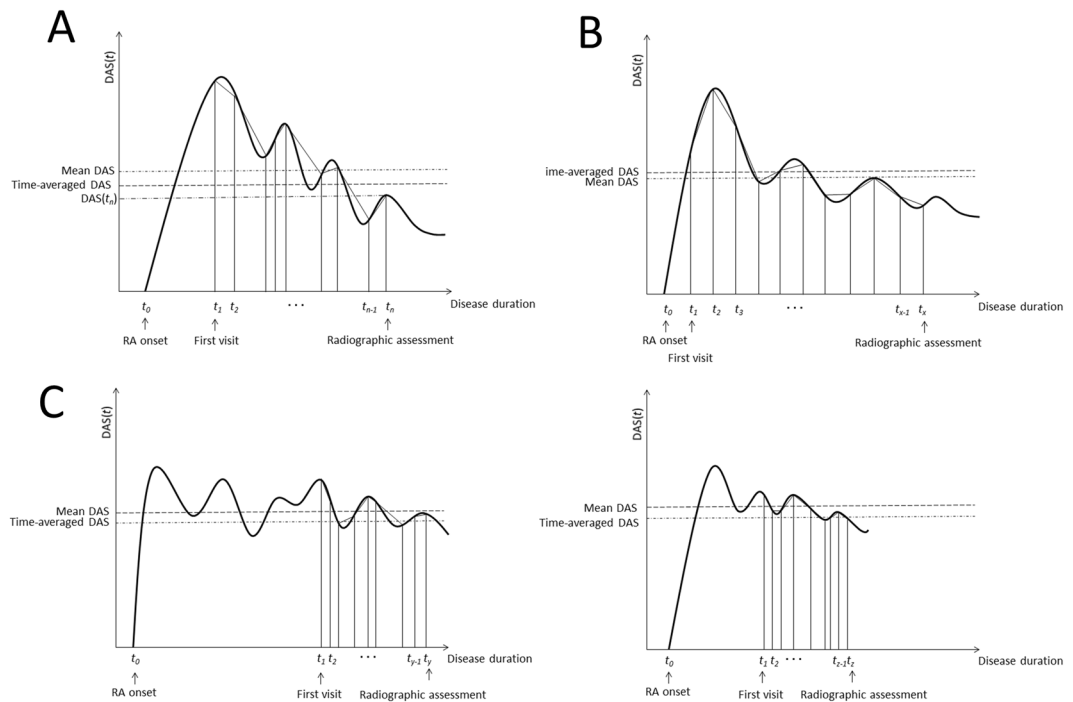 A
DAS(t)
Mean DAS
Time-averaged DAS
DAS(tn)
t0 t1 t2 ... tn-1 tn Disease duration
RA onset First visit Radiographic assessment
B
DAS(t)
ime-averaged DAS
Mean DAS
t0 t1 t2 t3 ... tx-1 tx Disease duration
RA onset Radiographic assessment
First visit
C
DAS(t)
Mean DAS
Time-averaged DAS
t0 t1 t2 ... ty-1 ty Disease duration
RA onset First visit Radiographic assessment
DAS(t)
Mean DAS
Time-averaged DAS
t0 t1 t2 ... tz-1 tz Disease duration
RA onset First visit Radiographic assessment